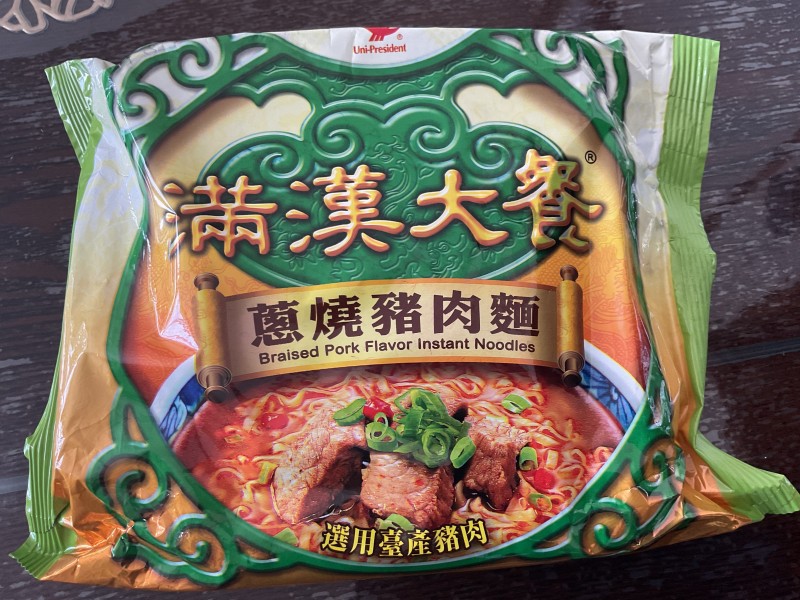 Uni-President
滿漢大餐®
蔥燒豬肉麵
Braised Pork Flavor Instant Noodles
選用臺產豬肉